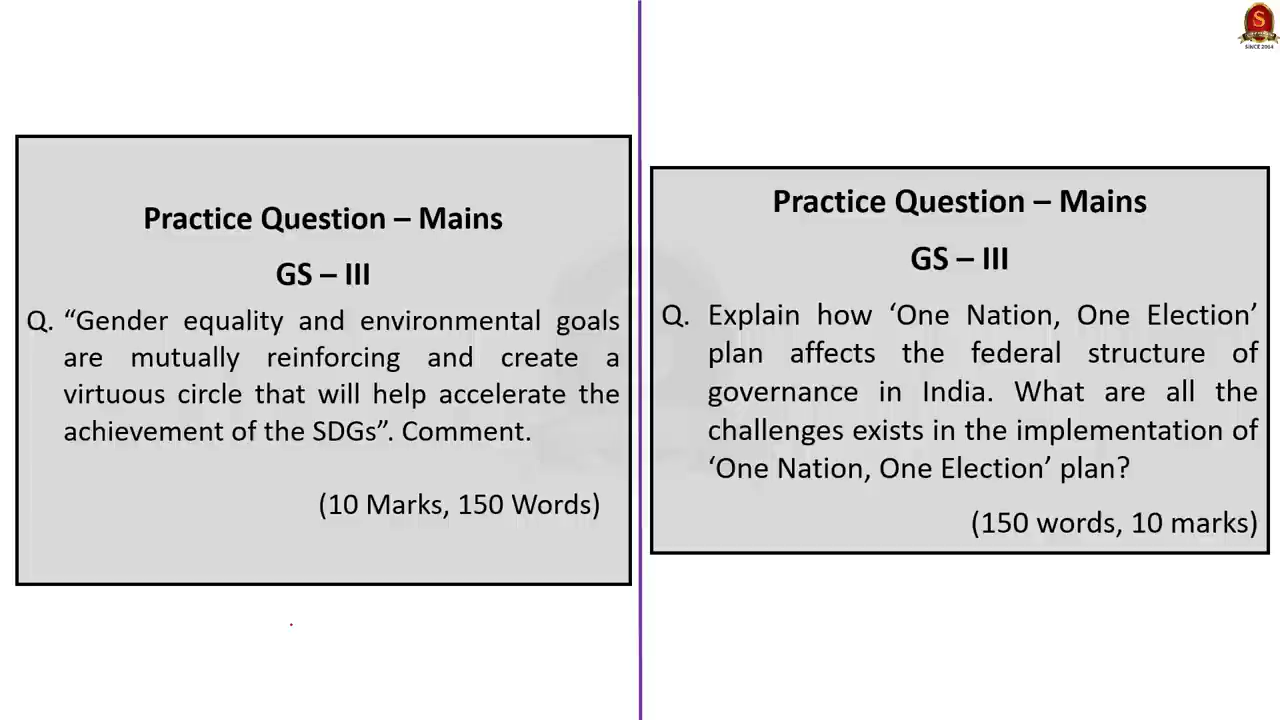 Practice Question – Mains
GS – III
Q. “Gender equality and environmental goals
are mutually reinforcing and create a
virtuous circle that will help accelerate the
achievement of the SDGs”. Comment.
(10 Marks, 150 Words)
Practice Question – Mains
GS – III
Q. Explain how ‘One Nation, One Election’
plan affects the federal structure of
governance in India. What are all the
challenges exists in the implementation of
‘One Nation, One Election’ plan?
(150 words, 10 marks)
S